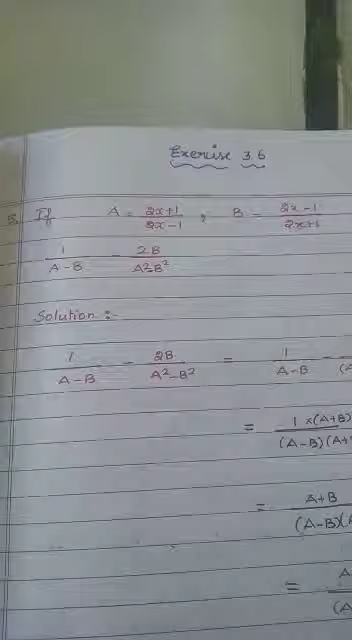 Exercise 3.6
5. If A = 2x+1/2x-1, B = 2x-1/2x+1
1/A-B - 2B/A²-B²
Solution :-
1/A-B - 2B/A²-B² = 1/A-B -
= 1×(A+B)/(A-B)(A+
= A+B/(A-B)(A
= A/(A